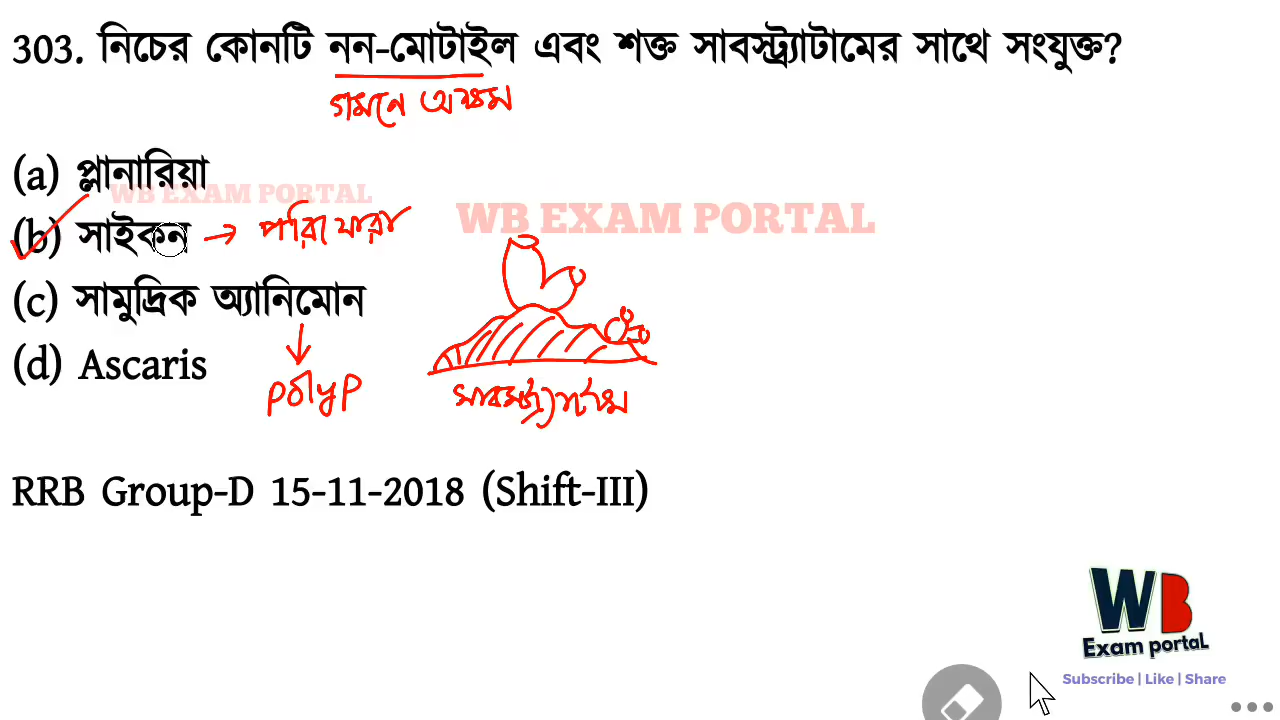 303. নিচের কোনটি নন-মোটাইল এবং শক্ত সাবস্ট্র্যাটামের সাথে সংযুক্ত?
গমনে অক্ষম
(a) প্লানারিয়া
WB EXAM PORTAL
(b) সাইকন → পরিফেরা
WB EXAM PORTAL
(c) সামুদ্রিক অ্যানিমোন
(d) Ascaris
polyp
RRB Group-D 15-11-2018 (Shift-III)
WB
Exam portal
Subscribe | Like | Share